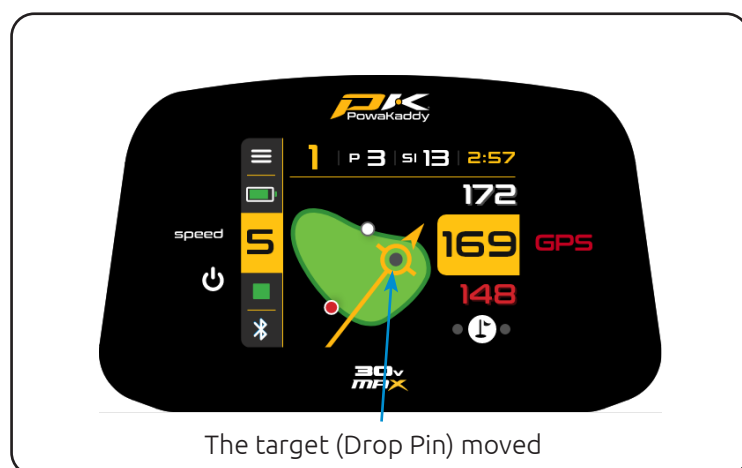 PK
PowaKaddy
1 P 3 SI 13 2:57
172
speed 5 169 GPS
148
30v
MAX
The target (Drop Pin) moved